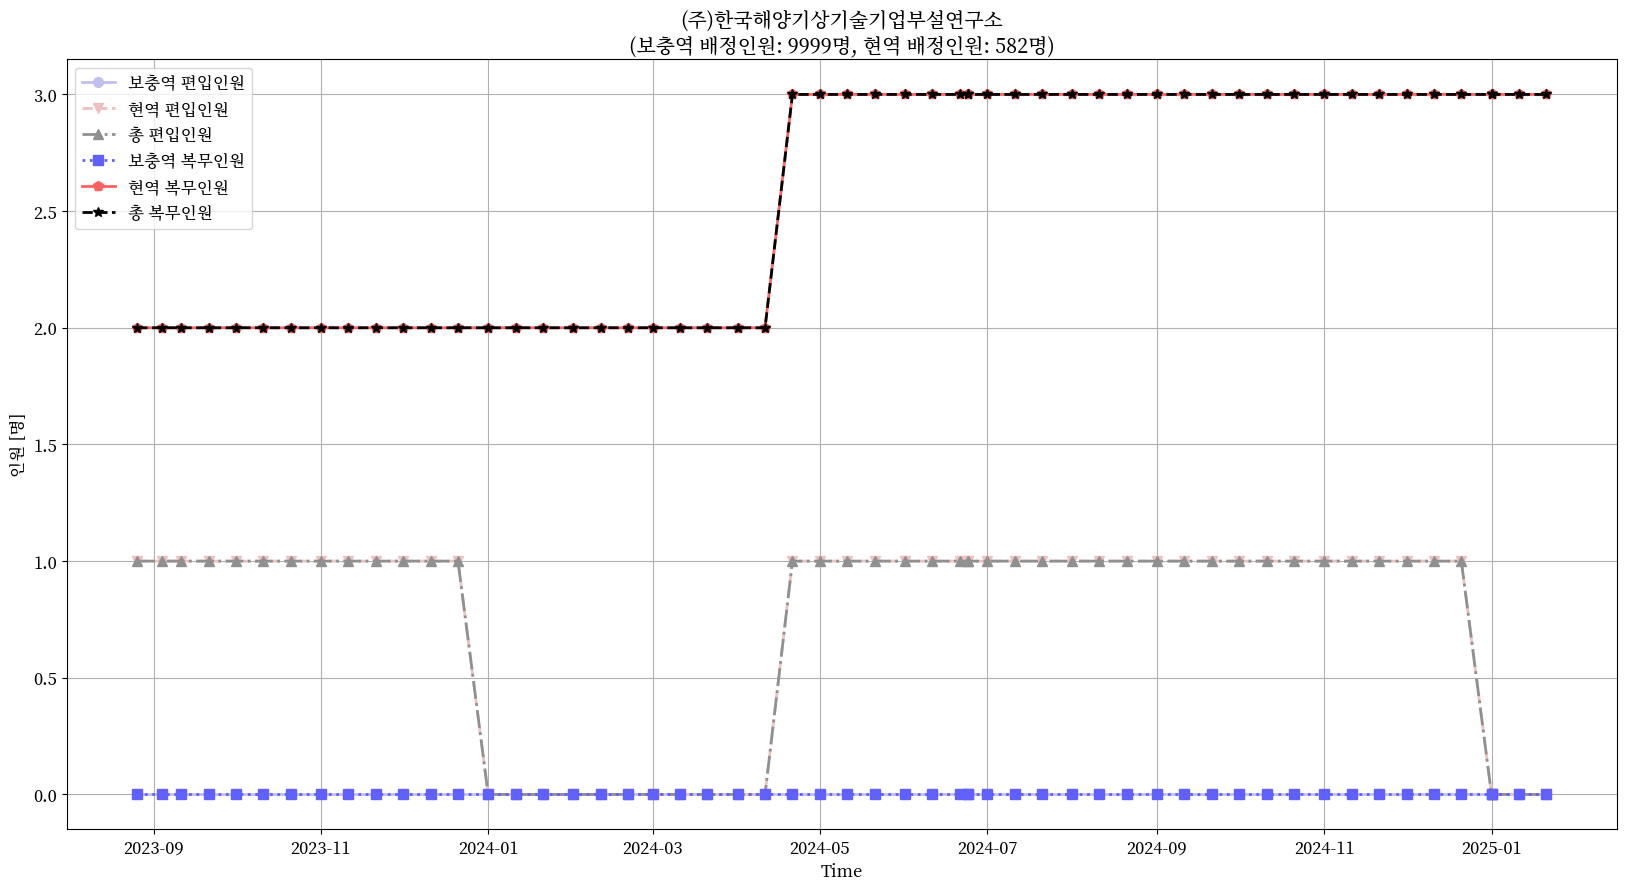 (주)한국해양기상기술기업부설연구소
(보충역 배정인원: 9999명, 현역 배정인원: 582명)
보충역 편입인원
현역 편입인원
총 편입인원
보충역 복무인원
현역 복무인원
총 복무인원
3.0
2.5
2.0
1.5
1.0
0.5
0.0
인원 [명]
2023-09 2023-11 2024-01 2024-03 2024-05 2024-07 2024-09 2024-11 2025-01
Time